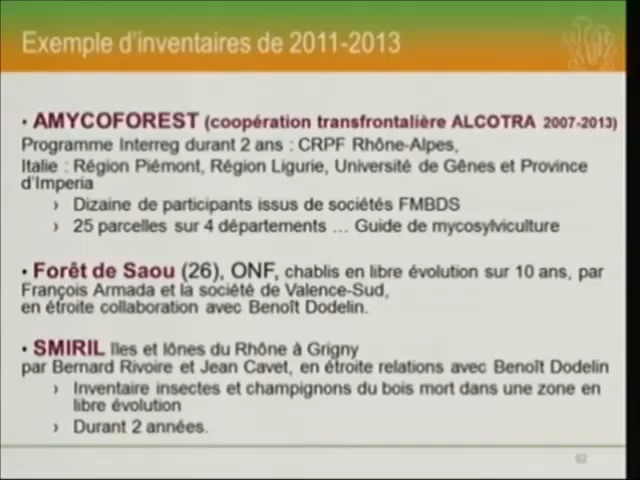 Exemple d'inventaires de 2011-2013
• AMYCOFOREST (coopération transfrontalière ALCOTRA 2007-2013)
Programme Interreg durant 2 ans : CRPF Rhône-Alpes,
Italie : Région Piémont, Région Ligurie, Université de Gênes et Province
d'Imperia
› Dizaine de participants issus de sociétés FMBDS
› 25 parcelles sur 4 départements … Guide de mycosylviculture
• Forêt de Saou (26), ONF, chablis en libre évolution sur 10 ans, par
François Armada et la société de Valence-Sud,
en étroite collaboration avec Benoît Dodelin.
• SMIRIL Iles et lônes du Rhône à Grigny
par Bernard Rivoire et Jean Cavet, en étroite relations avec Benoît Dodelin
› Inventaire insectes et champignons du bois mort dans une zone en
libre évolution
› Durant 2 années.
62